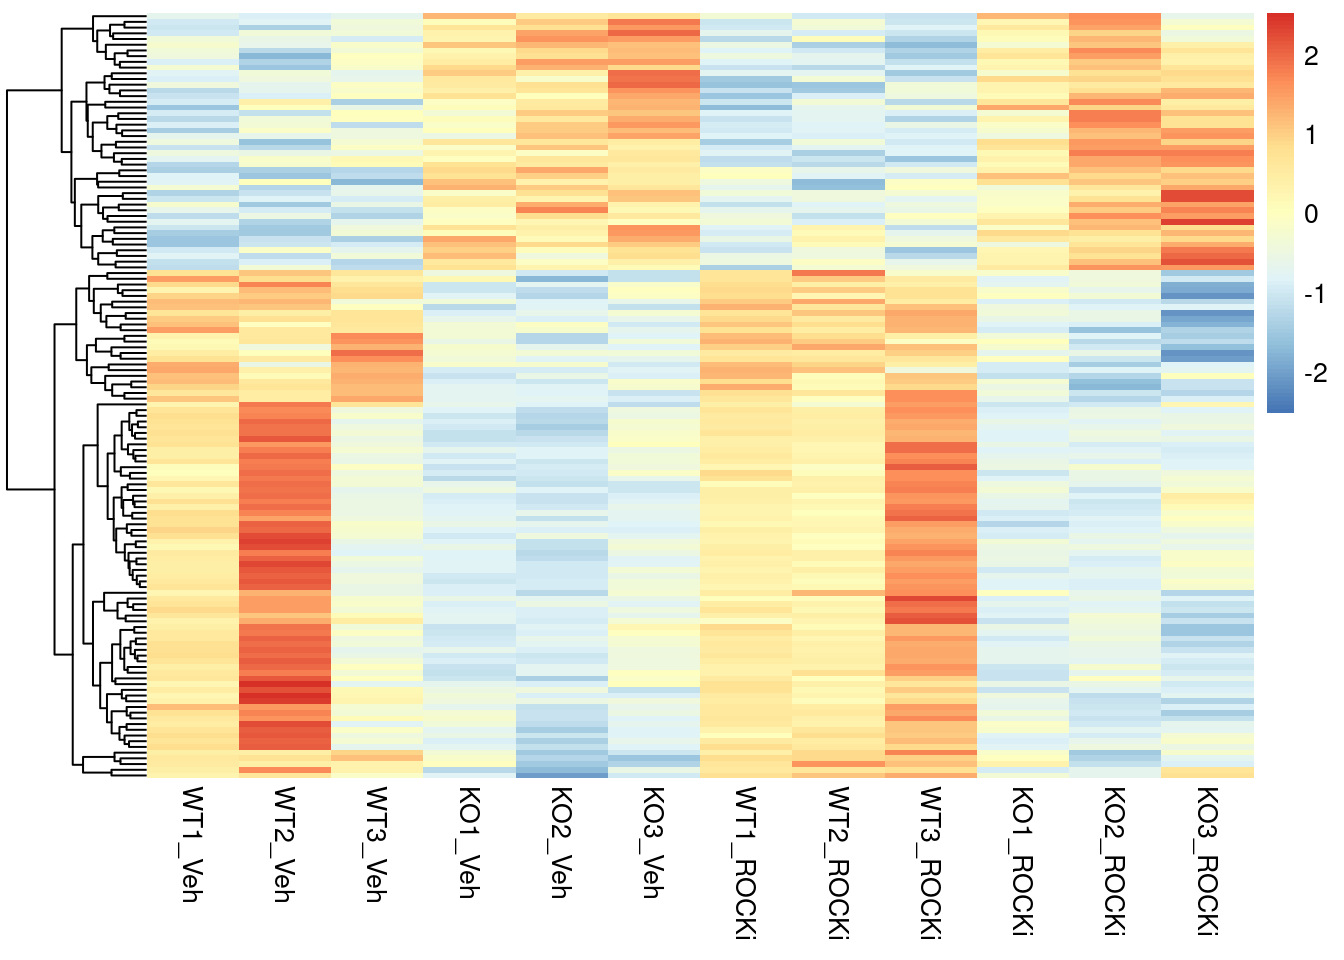 2
1
0
-1
-2
WT1_Veh
WT2_Veh
WT3_Veh
KO1_Veh
KO2_Veh
KO3_Veh
WT1_ROCKi
WT2_ROCKi
WT3_ROCKi
KO1_ROCKi
KO2_ROCKi
KO3_ROCKi